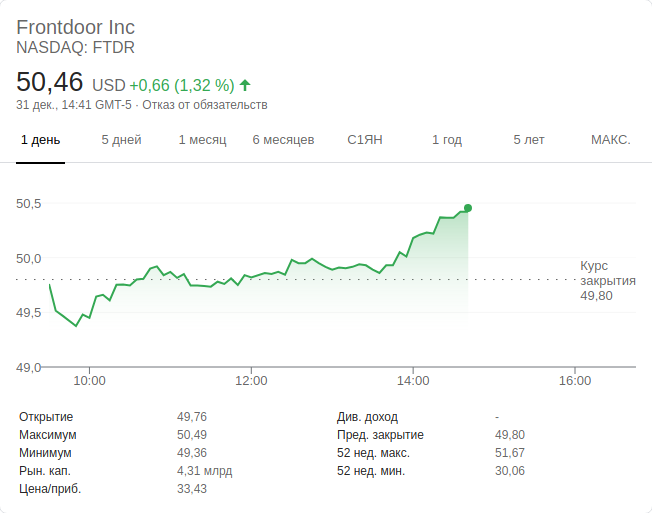 Frontdoor Inc
NASDAQ: FTDR
50,46 USD +0,66 (1,32 %)
31 дек., 14:41 GMT-5 · Отказ от обязательств
1 день 5 дней 1 месяц 6 месяцев С1ЯН 1 год 5 лет МАКС.
50,5
50,0
49,5
49,0
Курс
закрытия
49,80
10:00 12:00 14:00 16:00
Открытие 49,76 Див. доход -
Максимум 50,49 Пред. закрытие 49,80
Минимум 49,36 52 нед. макс. 51,67
Рын. кап. 4,31 млрд 52 нед. мин. 30,06
Цена/приб. 33,43